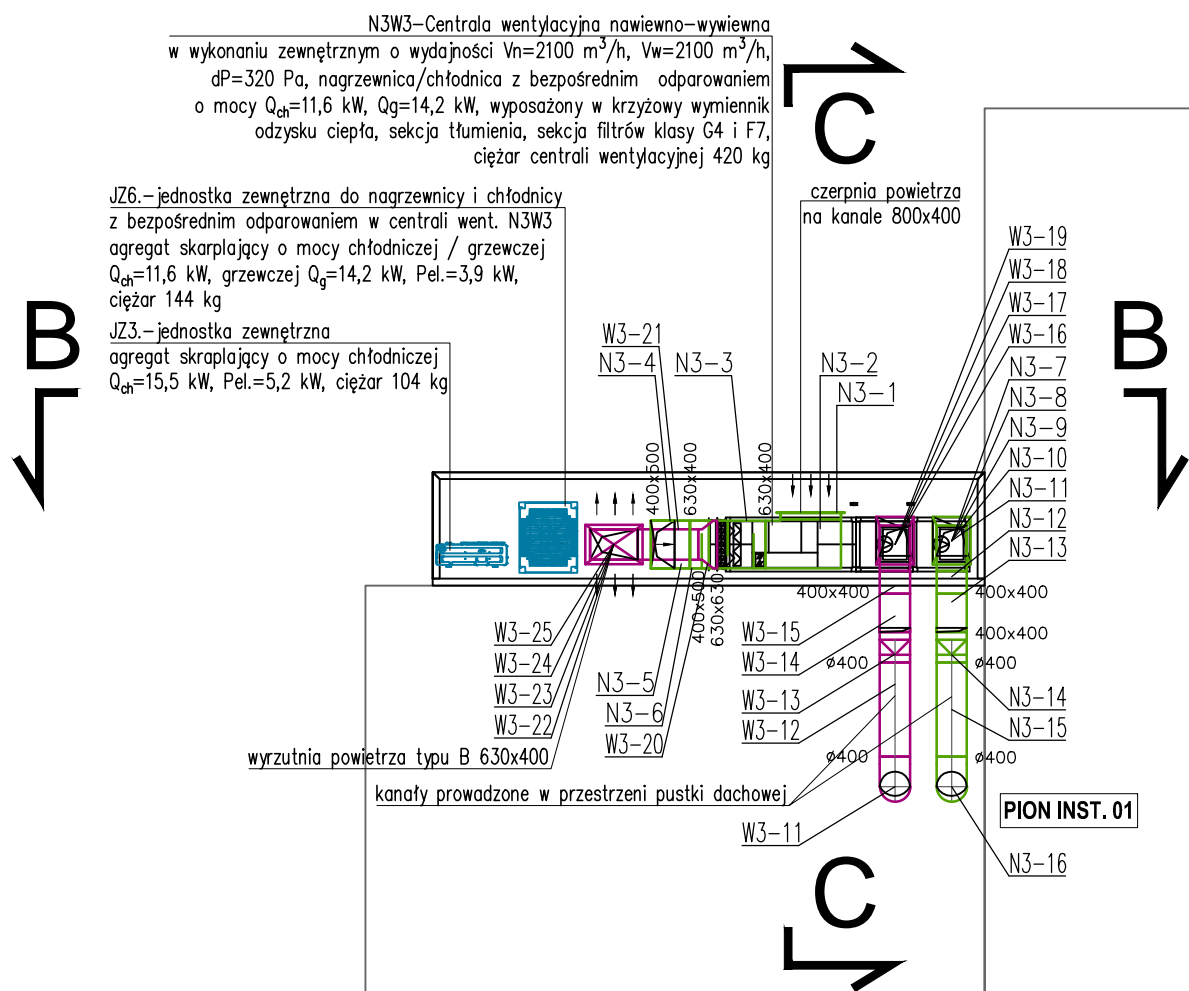 N3W3-Centrala wentylacyjna nawiewno-wywiewna
w wykonaniu zewnętrznym o wydajności Vn=2100 m³/h, Vw=2100 m³/h,
dP=320 Pa, nagrzewnica/chłodnica z bezpośrednim odparowaniem
o mocy Qch=11,6 kW, Qg=14,2 kW, wyposażony w krzyżowy wymiennik
odzysku ciepła, sekcja tłumienia, sekcja filtrów klasy G4 i F7,
ciężar centrali wentylacyjnej 420 kg
C
JZ6.-jednostka zewnętrzna do nagrzewnicy i chłodnicy
z bezpośrednim odparowaniem w centrali went. N3W3
agregat skarplający o mocy chłodniczej / grzewczej
Qch=11,6 kW, grzewczej Qg=14,2 kW, Pel.=3,9 kW,
ciężar 144 kg
czerpnia powietrza
na kanale 800x400
JZ3.-jednostka zewnętrzna
agregat skraplający o mocy chłodniczej
Qch=15,5 kW, Pel.=5,2 kW, ciężar 104 kg
B
B
W3-19
W3-18
W3-17
W3-16
N3-7
N3-8
N3-9
N3-10
N3-11
N3-12
N3-13
W3-21
N3-4
N3-3
N3-2
N3-1
400x500
630x400
630x400
400x500
630x630
400x400
400x400
400x400
W3-25
W3-24
W3-23
W3-22
N3-5
N3-6
W3-20
W3-15
W3-14
W3-13
W3-12
ø400
ø400
N3-14
N3-15
ø400
ø400
wyrzutnia powietrza typu B 630x400
kanały prowadzone w przestrzeni pustki dachowej
PION INST. 01
W3-11
N3-16
C